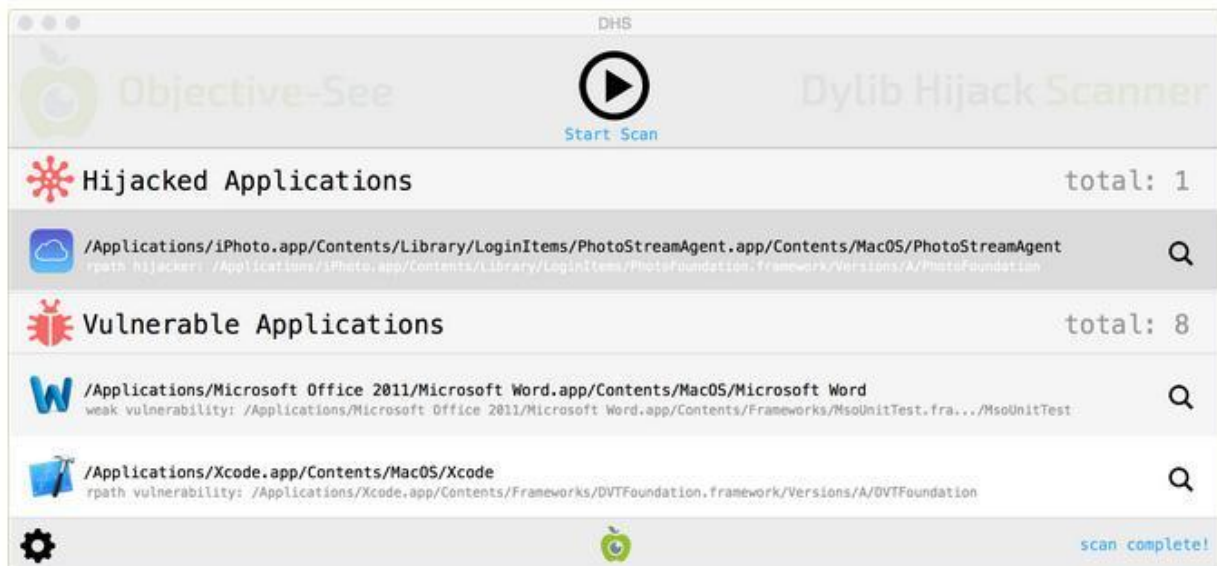 DHS
Objective-See
Dylib Hijack Scanner
Start Scan
Hijacked Applications
total: 1
/Applications/iPhoto.app/Contents/Library/LoginItems/PhotoStreamAgent.app/Contents/MacOS/PhotoStreamAgent
rpath hijacker: /Applications/iPhoto.app/Contents/Library/LoginItems/PhotoFoundation.framework/Versions/A/PhotoFoundation
Vulnerable Applications
total: 8
/Applications/Microsoft Office 2011/Microsoft Word.app/Contents/MacOS/Microsoft Word
weak vulnerability: /Applications/Microsoft Office 2011/Microsoft Word.app/Contents/Frameworks/MsoUnitTest.fra.../MsoUnitTest
/Applications/Xcode.app/Contents/MacOS/Xcode
rpath vulnerability: /Applications/Xcode.app/Contents/Frameworks/DVTFoundation.framework/Versions/A/DVTFoundation
scan complete!